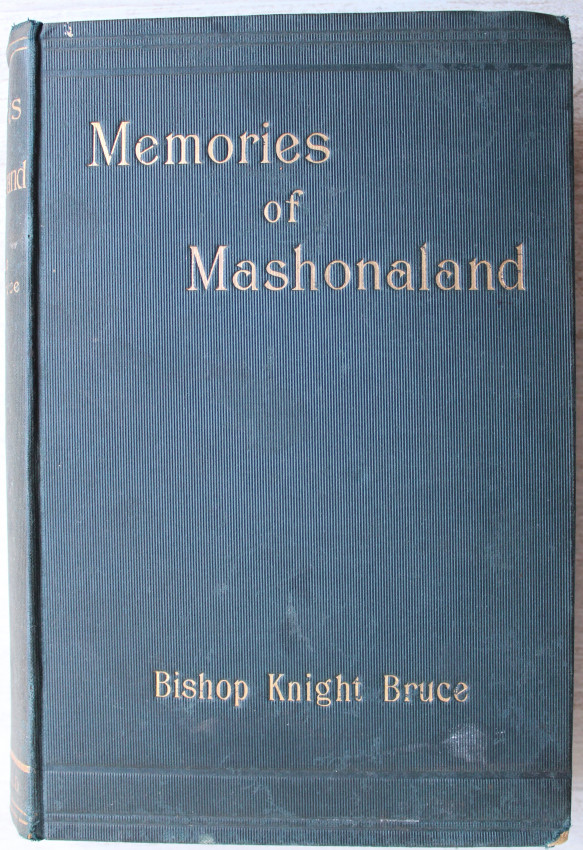 Memories
of
Mashonaland
Bishop Knight Bruce